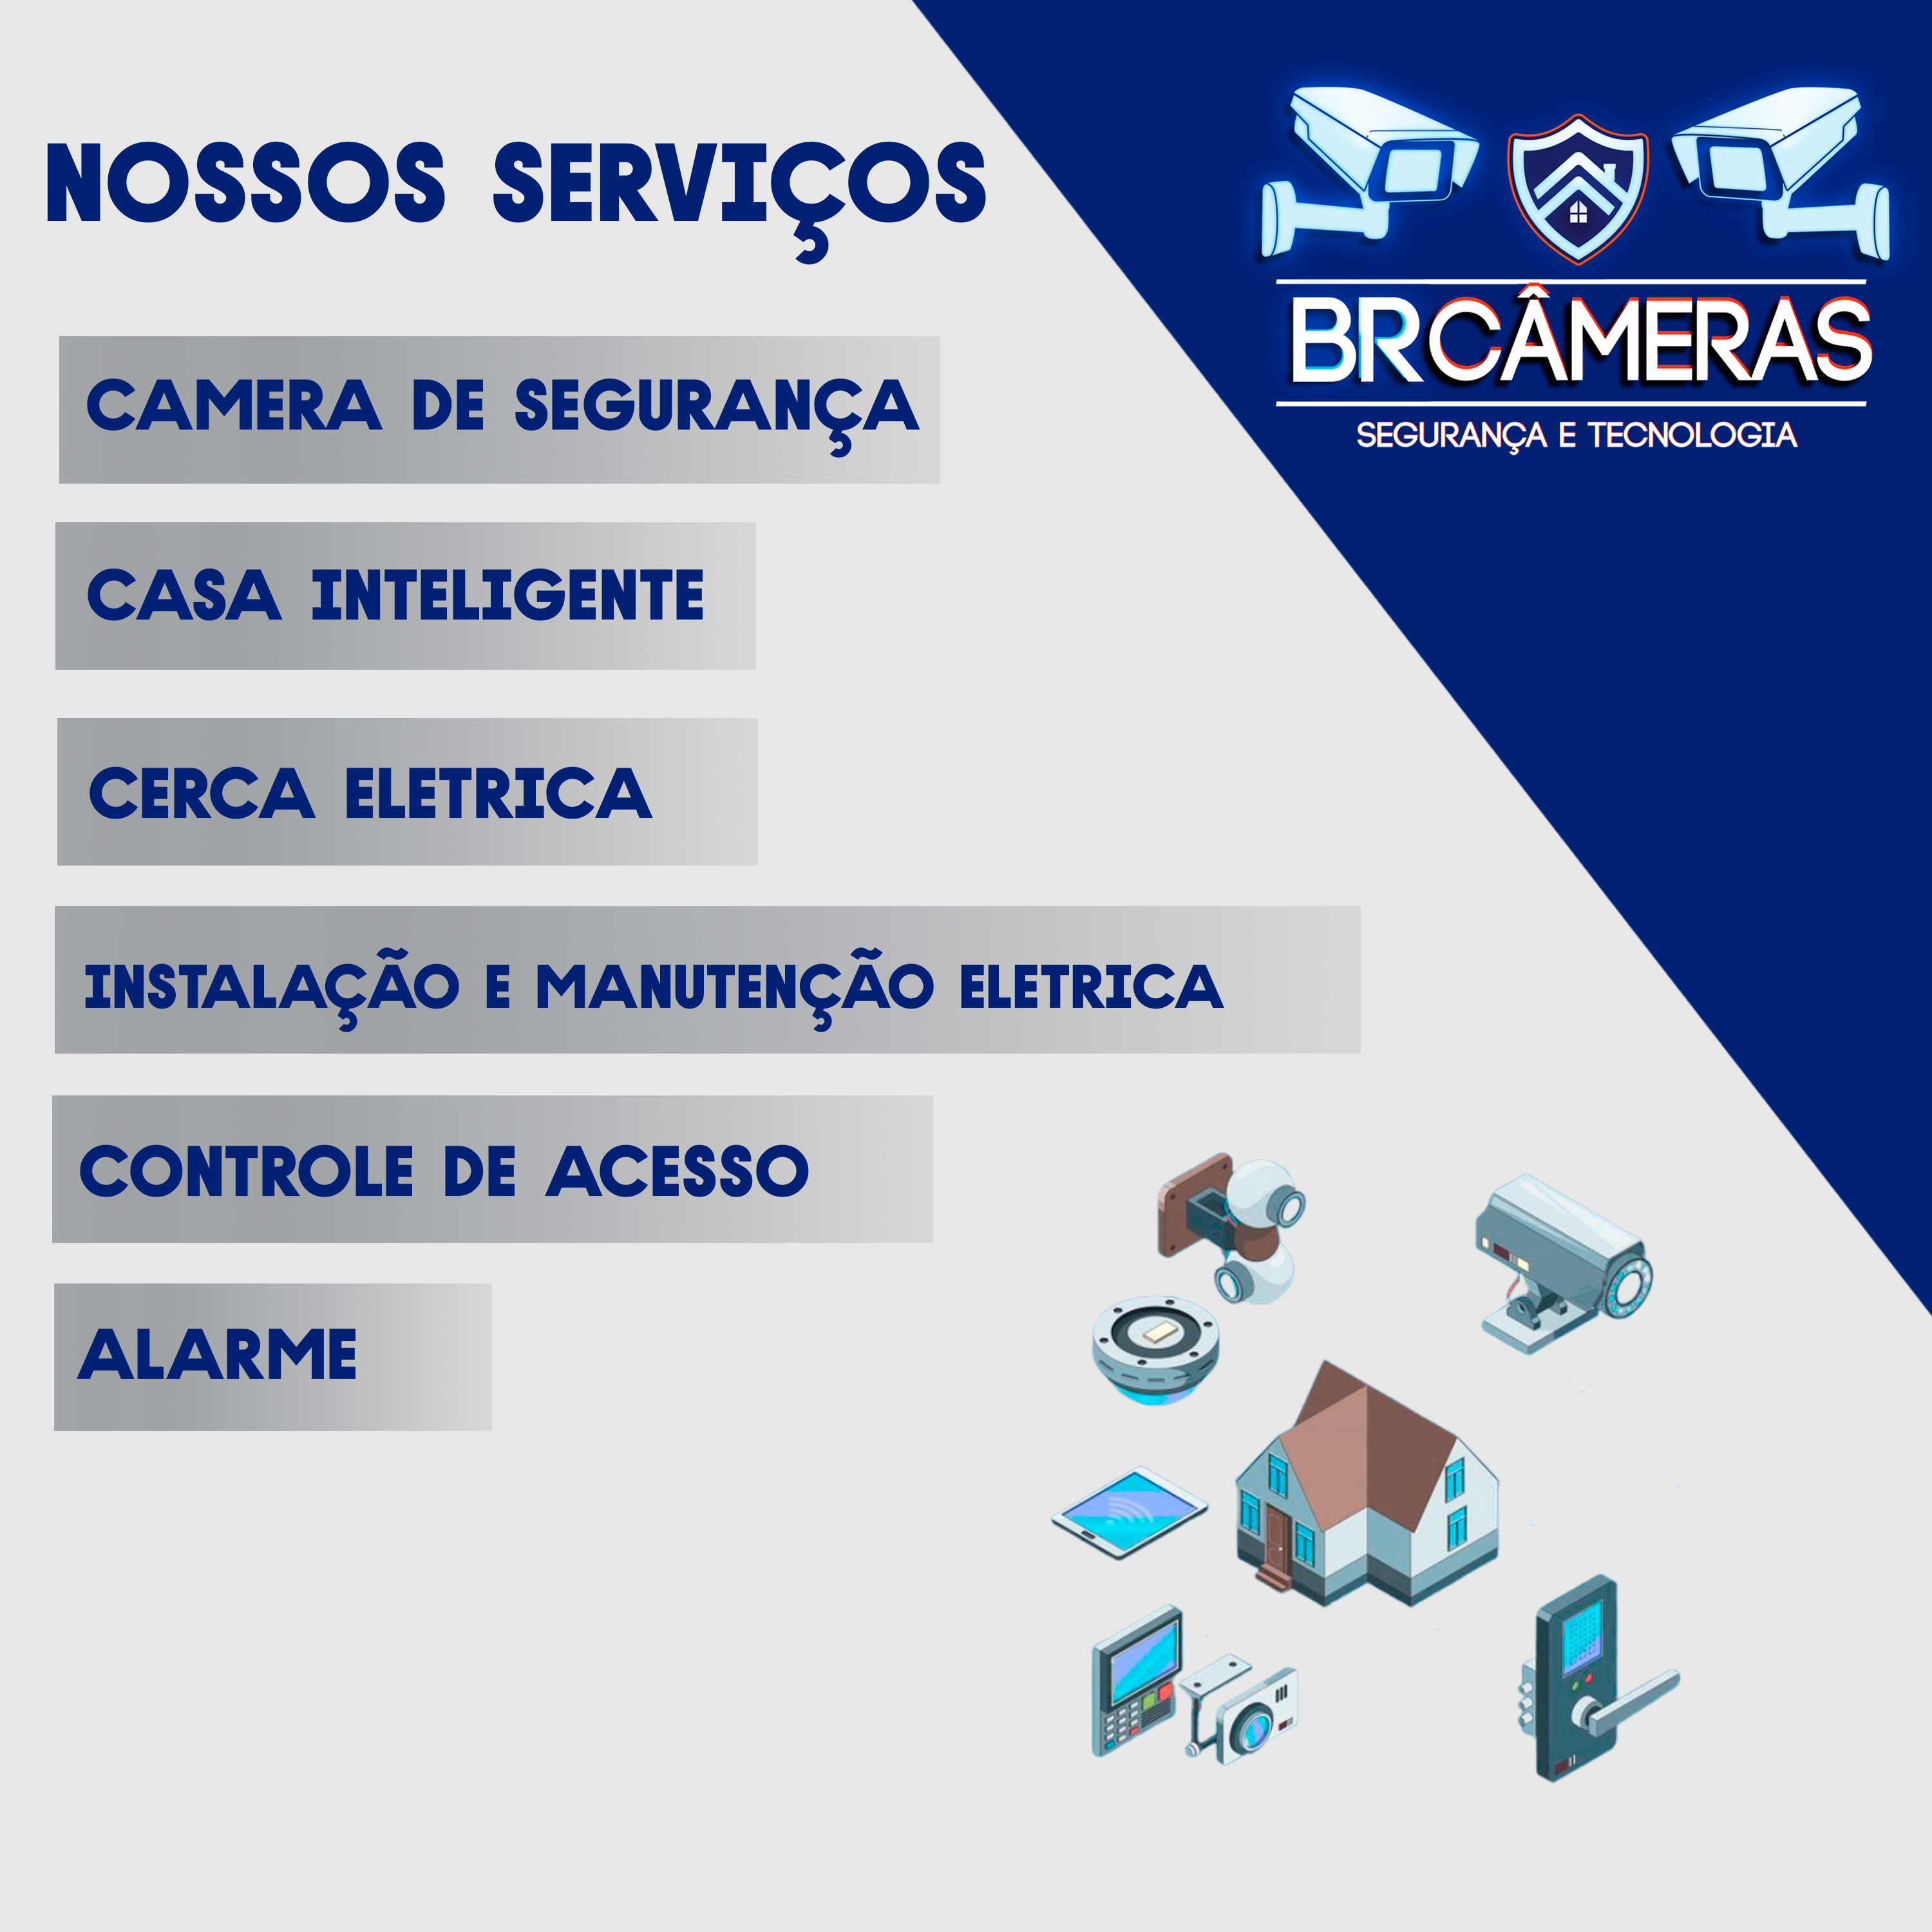 NOSSOS SERVIÇOS
BRCÂMERAS
SEGURANÇA E TECNOLOGIA
CAMERA DE SEGURANÇA
CASA INTELIGENTE
CERCA ELETRICA
INSTALAÇÃO E MANUTENÇÃO ELETRICA
CONTROLE DE ACESSO
ALARME